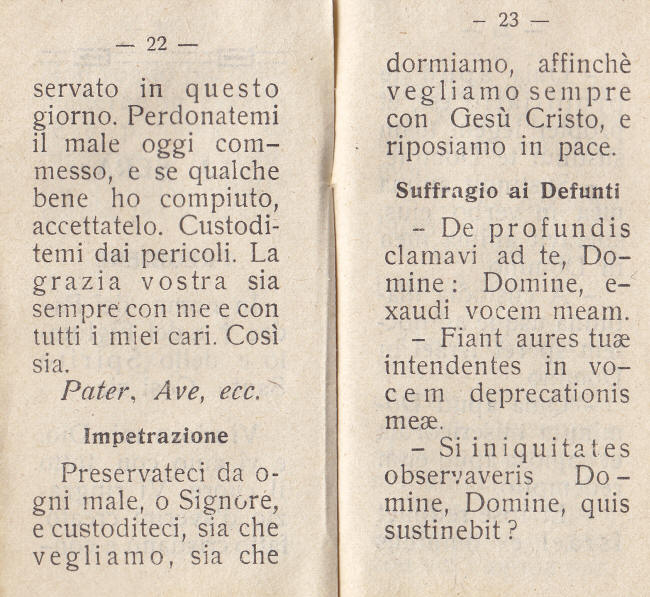 — 22 —
servato in questo
giorno. Perdonatemi
il male oggi com-
messo, e se qualche
bene ho compiuto,
accettatelo. Custodi-
temi dai pericoli. La
grazia vostra sia
sempre con me e con
tutti i miei cari. Così
sia.
Pater, Ave, ecc.
Impetrazione
Preservateci da o-
gni male, o Signore,
e custoditeci, sia che
vegliamo, sia che
— 23 —
dormiamo, affinchè
vegliamo sempre
con Gesù Cristo, e
riposiamo in pace.
Suffragio ai Defunti
– De profundis
clamavi ad te, Do-
mine : Domine, e-
xaudi vocem meam.
– Fiant aures tuæ
intendentes in vo-
cem deprecationis
meæ.
– Si iniquitates
observaveris Do-
mine, Domine, quis
sustinebit ?